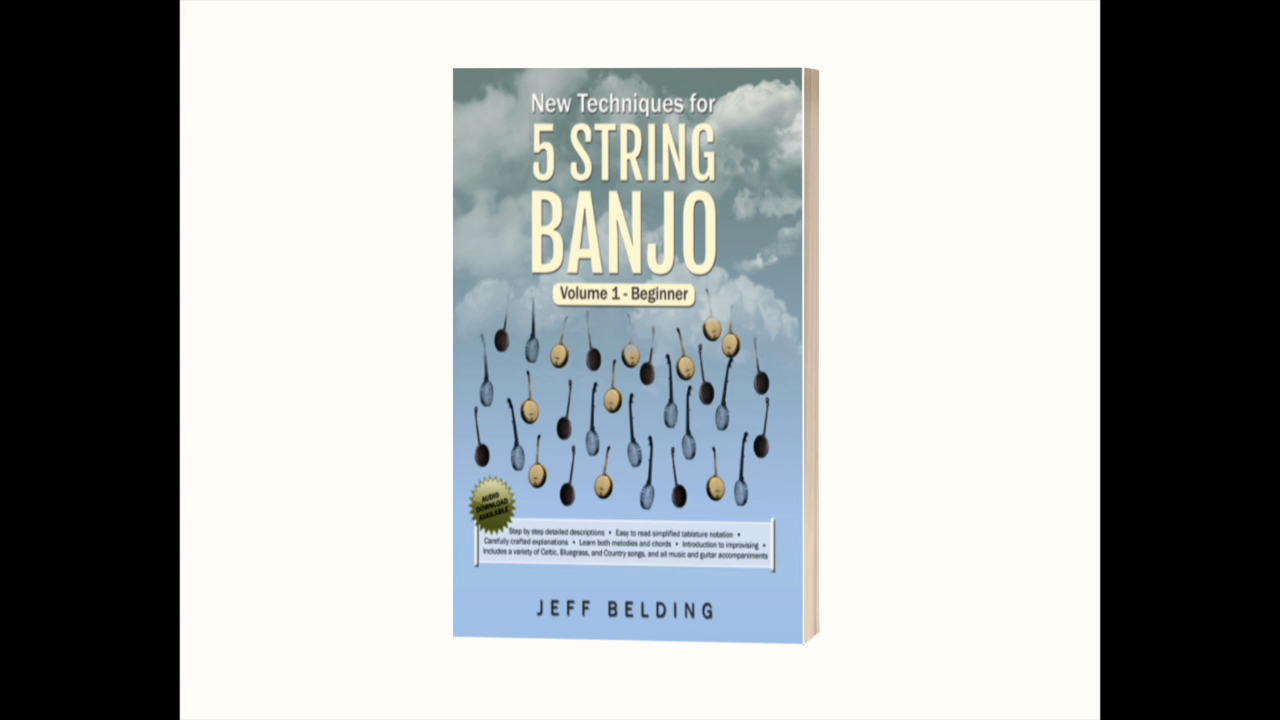 New Techniques for
5 STRING
BANJO
Volume 1 - Beginner
AUDIO
DOWNLOAD
AVAILABLE
Step by step detailed descriptions • Easy to read simplified tablature notation •
Carefully crafted explanations • Learn both melodies and chords • Introduction to improvising •
Includes a variety of Celtic, Bluegrass, and Country songs, and all music and guitar accompaniments
JEFF BELDING